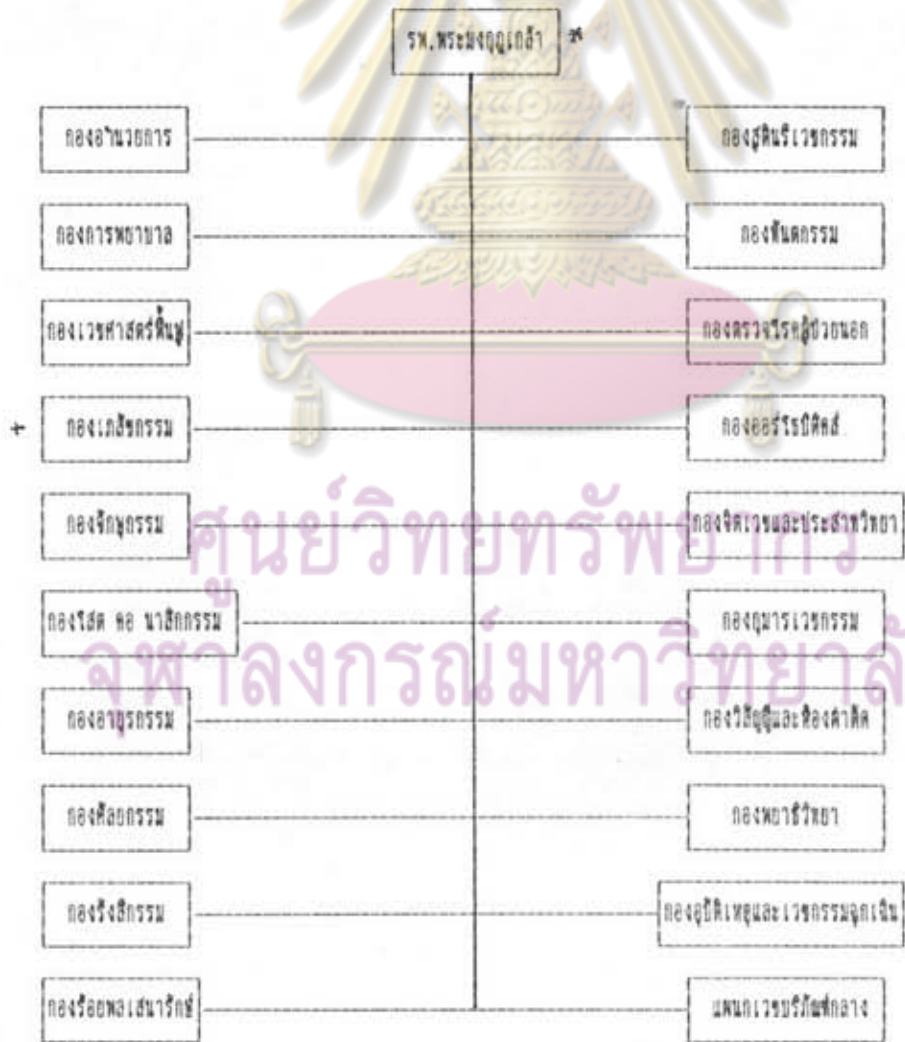 รพ.พระมงกุฎเกล้า
กองอำนวยการ
กองสูตินรีเวชกรรม
กองการพยาบาล
กองทันตกรรม
กองเวชศาสตร์ฟื้นฟู
กองตรวจโรคผู้ป่วยนอก
กองเภสัชกรรม
กองออร์โธปิดิคส์
กองจักษุกรรม
กองจิตเวชและประสาทวิทยา
กองโสต ศอ นาสิกกรรม
กองกุมารเวชกรรม
กองอายุรกรรม
กองวิสัญญีและห้องผ่าตัด
กองศัลยกรรม
กองพยาธิวิทยา
กองรังสีกรรม
กองอุบัติเหตุและเวชกรรมฉุกเฉิน
กองร้อยพลเสนารักษ์
แผนกเวชบริภัณฑ์กลาง
ศูนย์วิทยทรัพยากร
จุฬาลงกรณ์มหาวิทยาลั